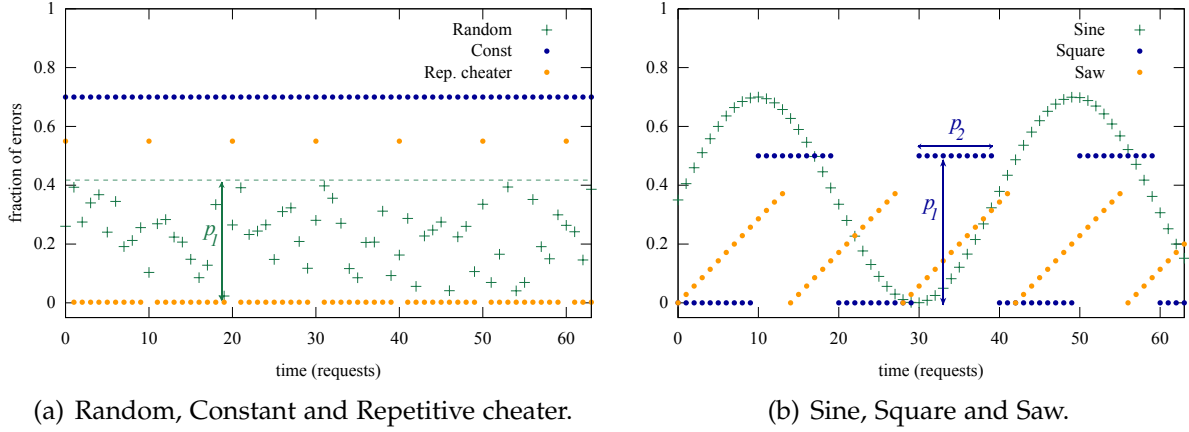 1
0.8
0.6
0.4
0.2
0
fraction of errors
Random
Const
Rep. cheater
p1
0 10 20 30 40 50 60
time (requests)
(a) Random, Constant and Repetitive cheater.
1
0.8
0.6
0.4
0.2
0
Sine
Square
Saw
p2
p1
0 10 20 30 40 50 60
time (requests)
(b) Sine, Square and Saw.